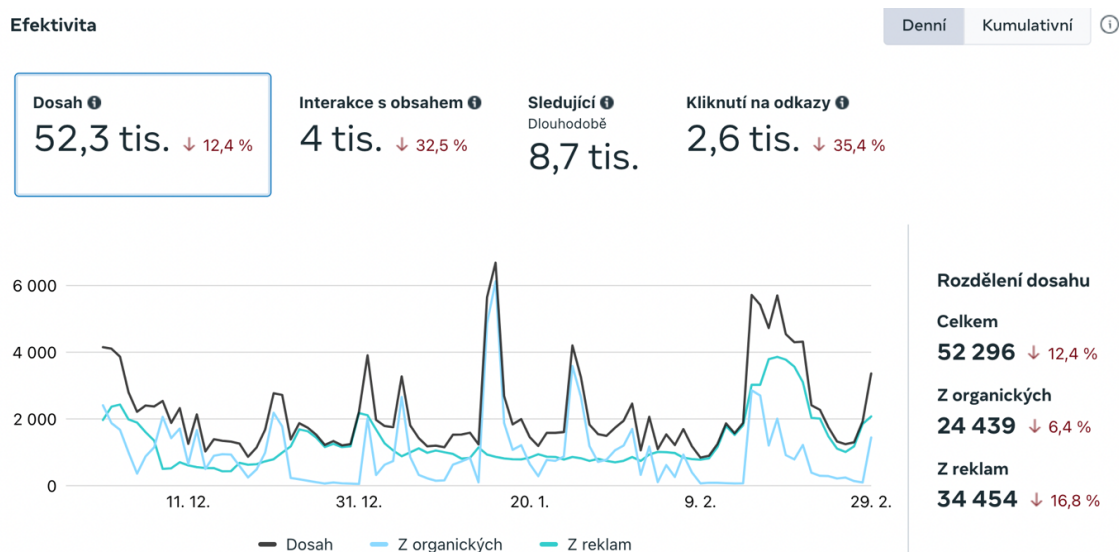 Efektivita
Denní Kumulativní
Dosah
52,3 tis. ↓ 12,4 %
Interakce s obsahem
4 tis. ↓ 32,5 %
Sledující
Dlouhodobě
8,7 tis.
Kliknutí na odkazy
2,6 tis. ↓ 35,4 %
6 000
4 000
2 000
0
11. 12. 31. 12. 20. 1. 9. 2. 29. 2.
Dosah Z organických Z reklam
Rozdělení dosahu
Celkem
52 296 ↓ 12,4 %
Z organických
24 439 ↓ 6,4 %
Z reklam
34 454 ↓ 16,8 %